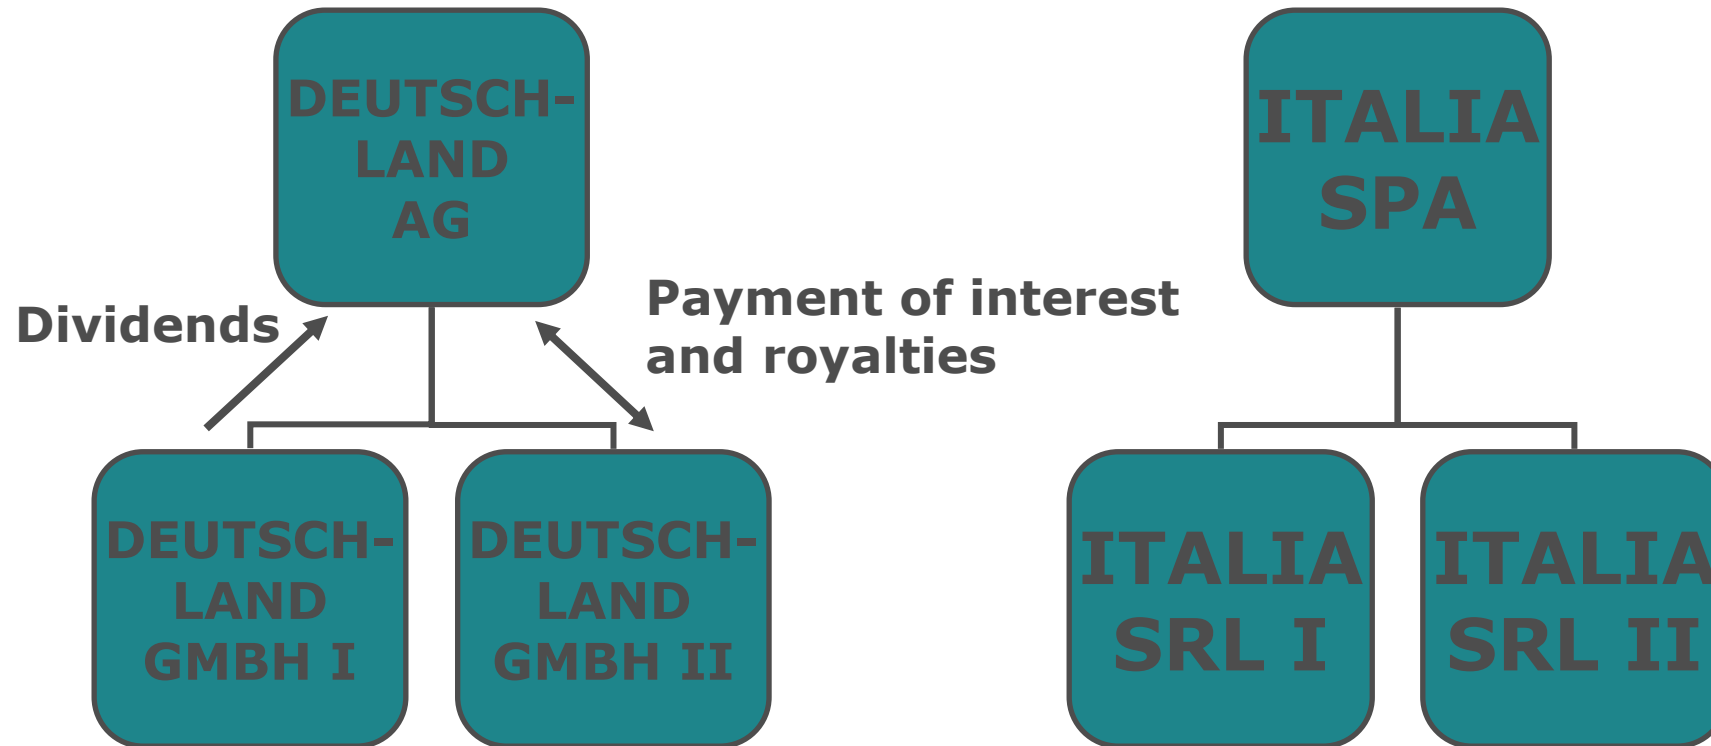 DEUTSCH-
LAND
AG
ITALIA
SPA
Dividends
Payment of interest
and royalties
DEUTSCH-
LAND
GMBH I
DEUTSCH-
LAND
GMBH II
ITALIA
SRL I
ITALIA
SRL II